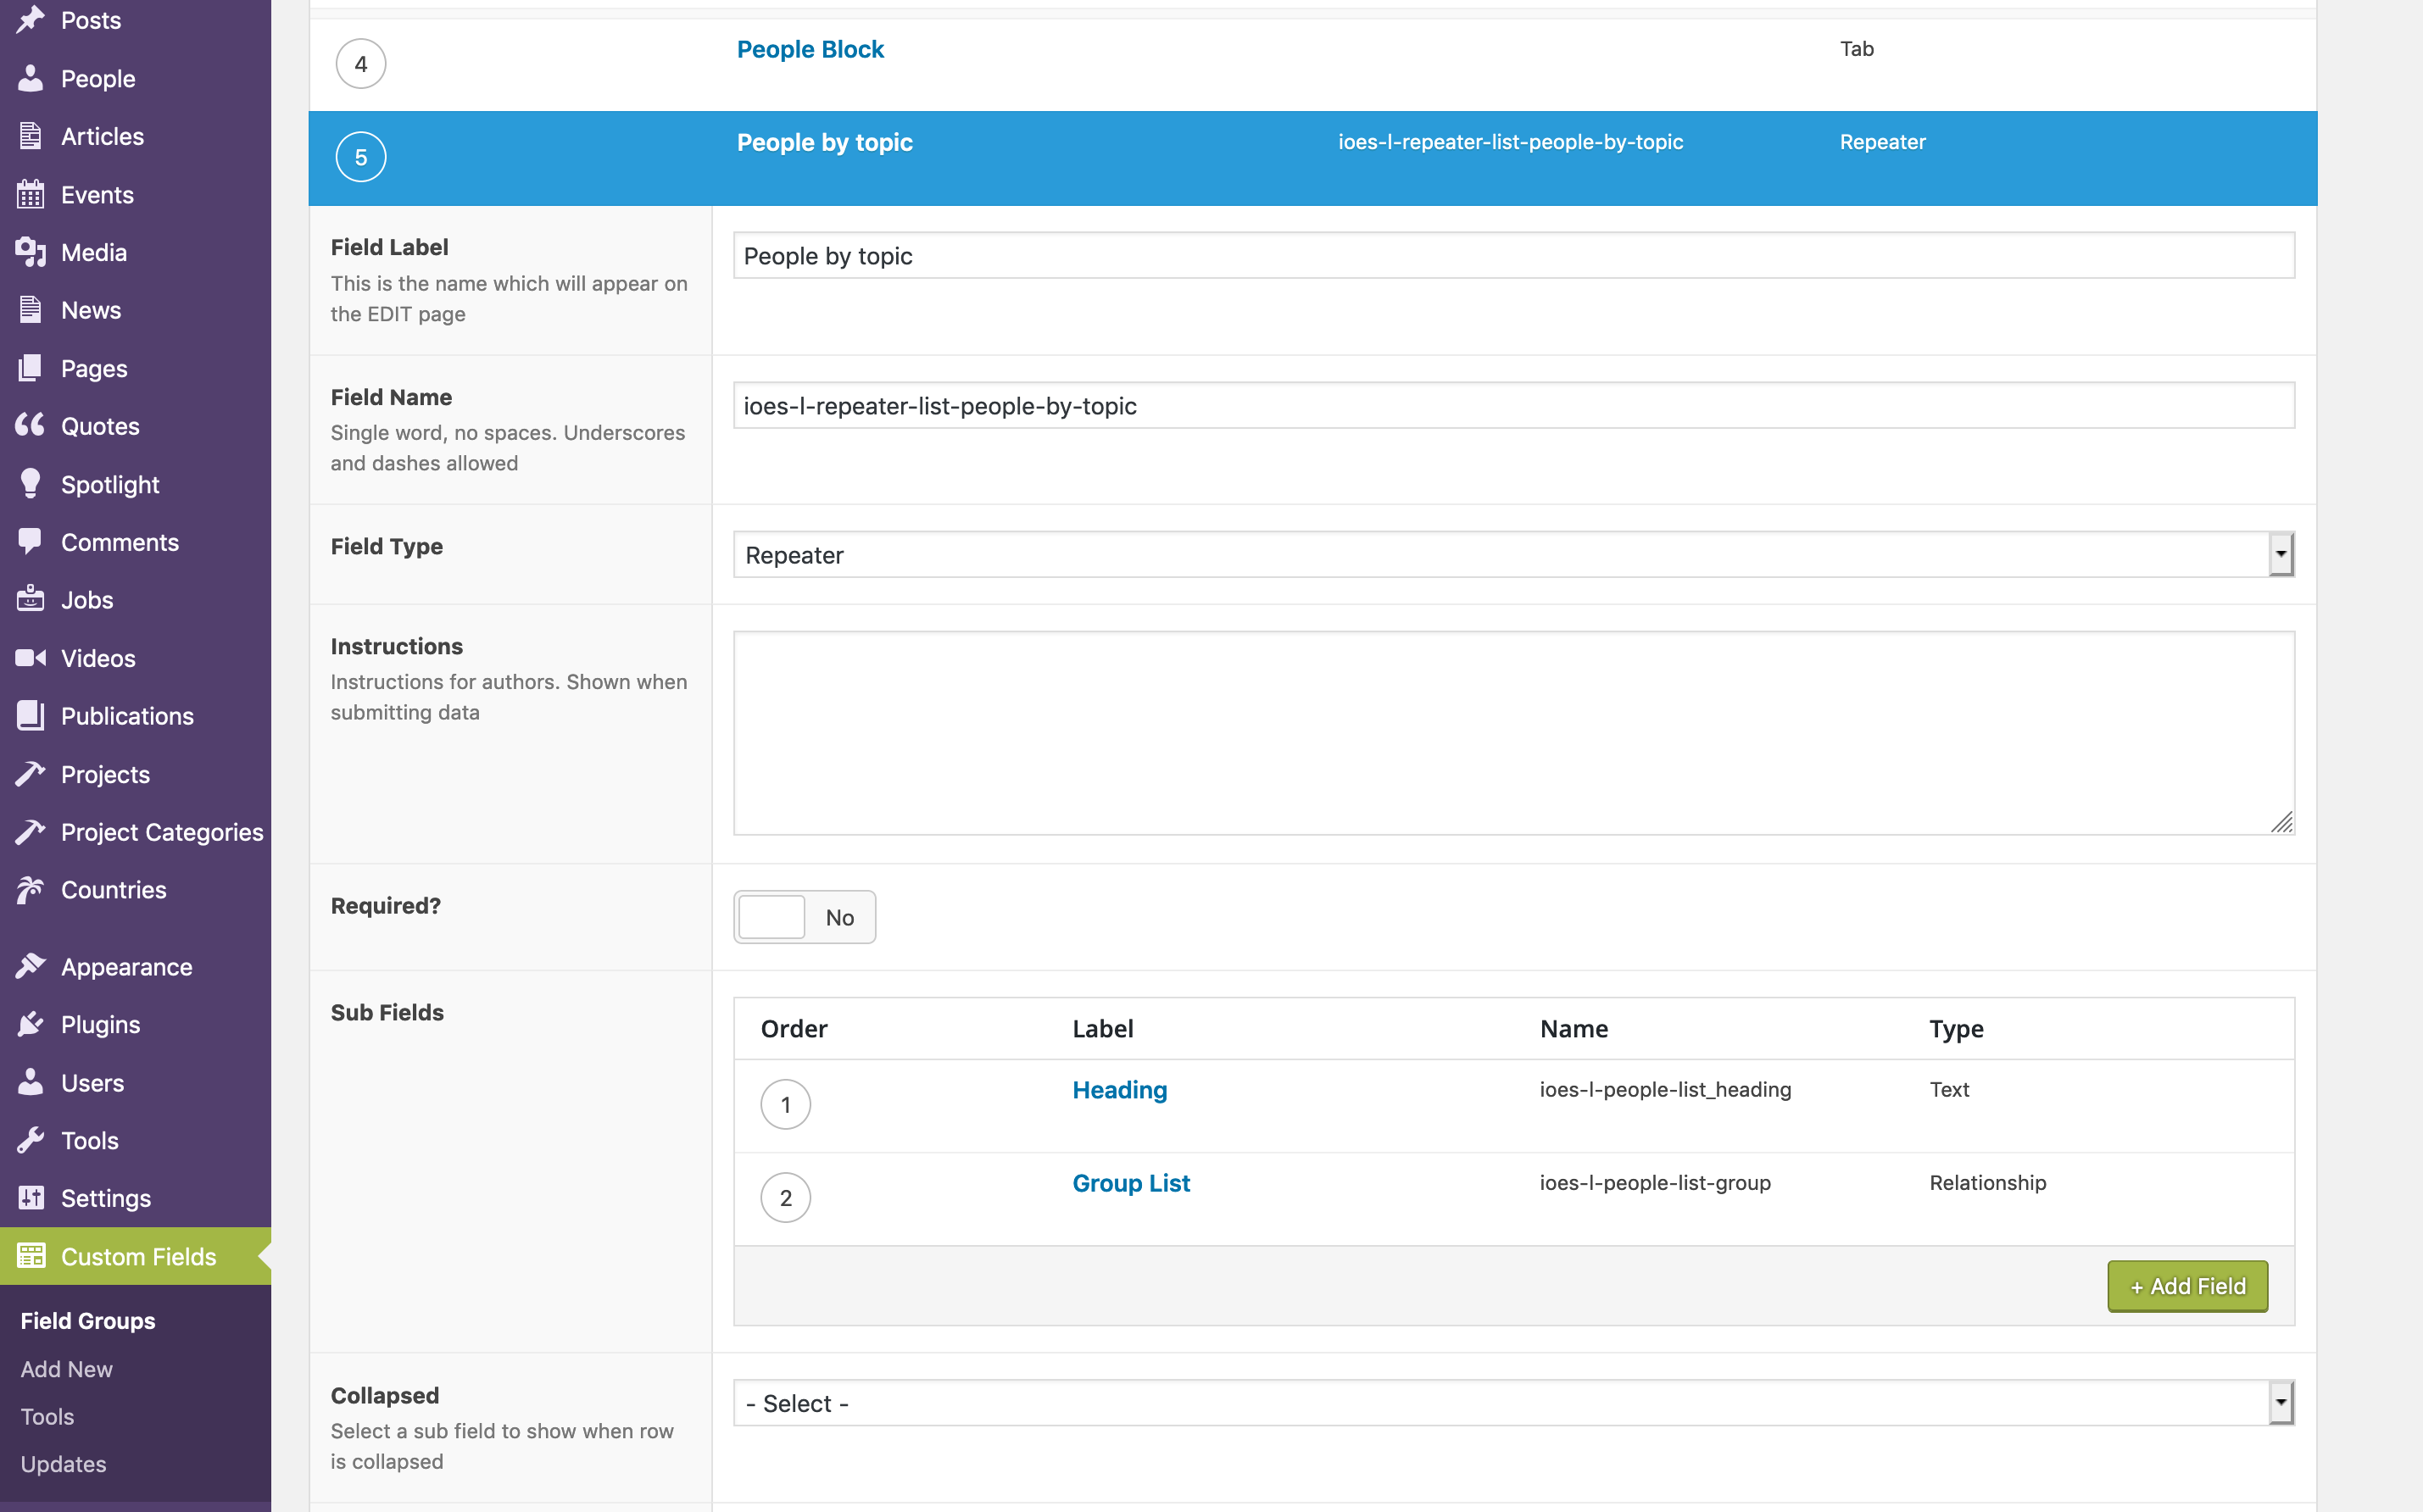 Posts
People
Articles
Events
Media
News
Pages
Quotes
Spotlight
Comments
Jobs
Videos
Publications
Projects
Project Categories
Countries
Appearance
Plugins
Users
Tools
Settings
Custom Fields
Field Groups
Add New
Tools
Updates
4 People Block Tab
5 People by topic ioes-l-repeater-list-people-by-topic Repeater
Field Label
This is the name which will appear on
the EDIT page
People by topic
Field Name
Single word, no spaces. Underscores
and dashes allowed
ioes-l-repeater-list-people-by-topic
Field Type
Repeater
Instructions
Instructions for authors. Shown when
submitting data
Required?
No
Sub Fields
Order Label Name Type
1 Heading ioes-l-people-list_heading Text
2 Group List ioes-l-people-list-group Relationship
+ Add Field
Collapsed
Select a sub field to show when row
is collapsed
- Select -